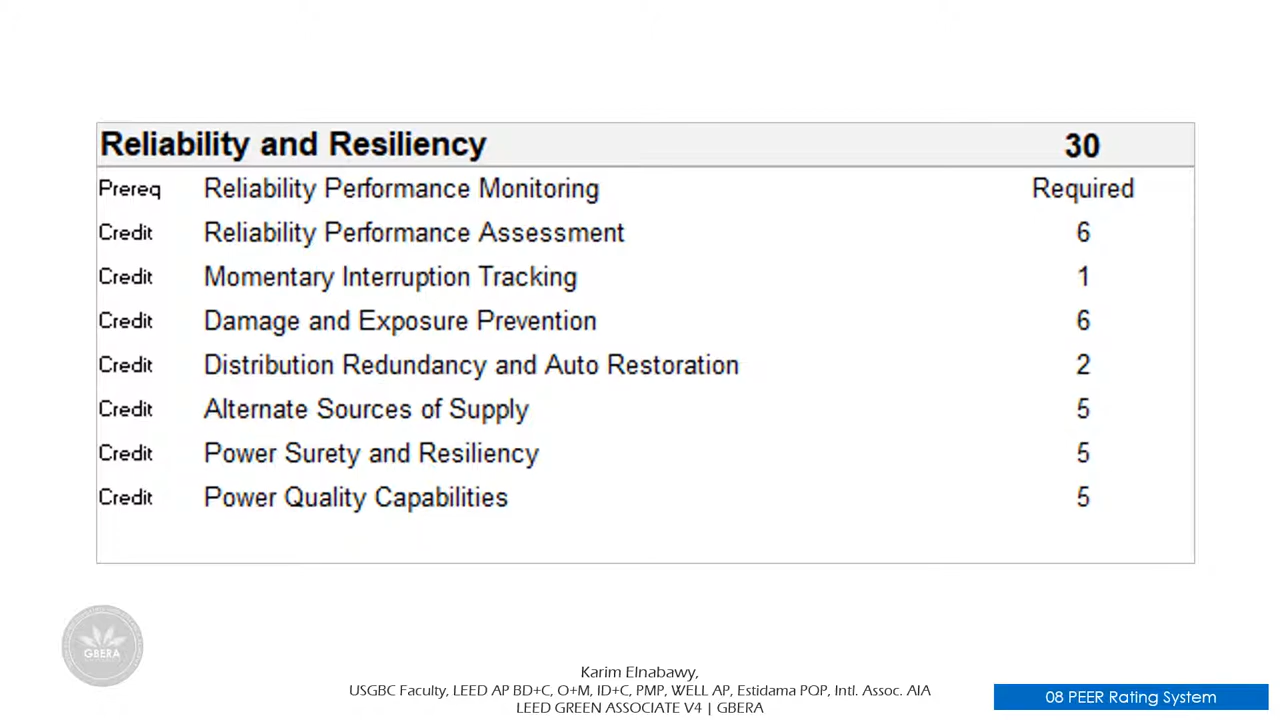 Reliability and Resiliency 30
Prereq Reliability Performance Monitoring Required
Credit Reliability Performance Assessment 6
Credit Momentary Interruption Tracking 1
Credit Damage and Exposure Prevention 6
Credit Distribution Redundancy and Auto Restoration 2
Credit Alternate Sources of Supply 5
Credit Power Surety and Resiliency 5
Credit Power Quality Capabilities 5
GBERA
Karim Elnabawy,
USGBC Faculty, LEED AP BD+C, O+M, ID+C, PMP, WELL AP, Estidama POP, Intl. Assoc. AIA
LEED GREEN ASSOCIATE V4 | GBERA
08 PEER Rating System